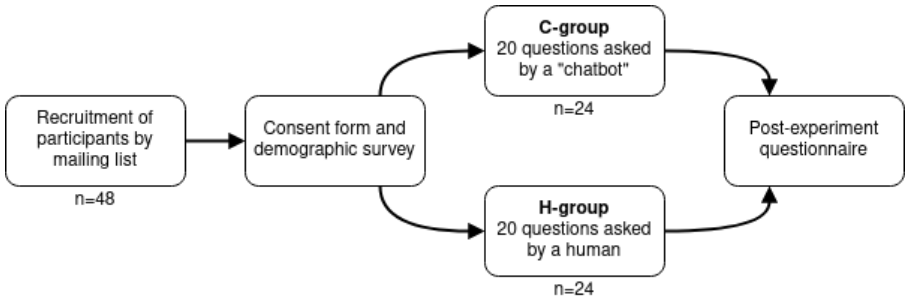 Recruitment of
participants by
mailing list
n=48
Consent form and
demographic survey
C-group
20 questions asked
by a "chatbot"
n=24
H-group
20 questions asked
by a human
n=24
Post-experiment
questionnaire